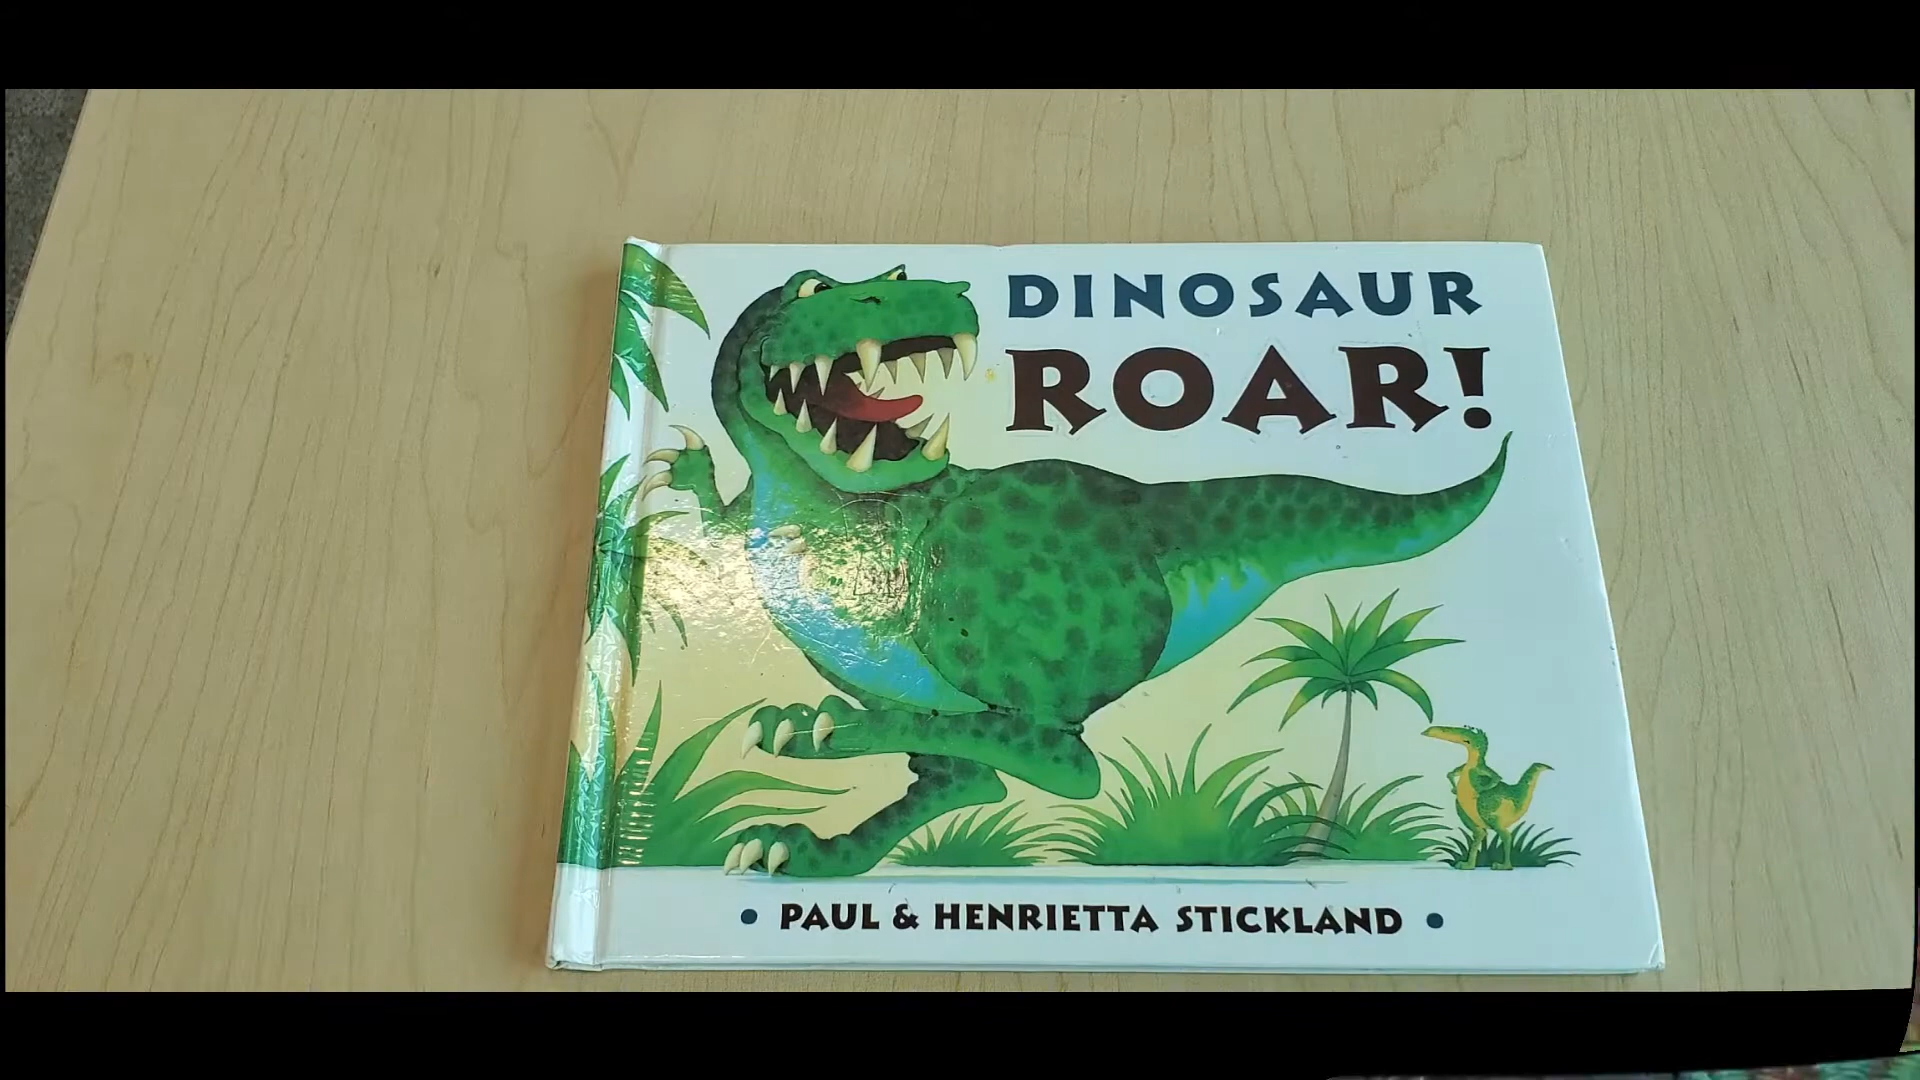 DINOSAUR
ROAR!
• PAUL & HENRIETTA STICKLAND •